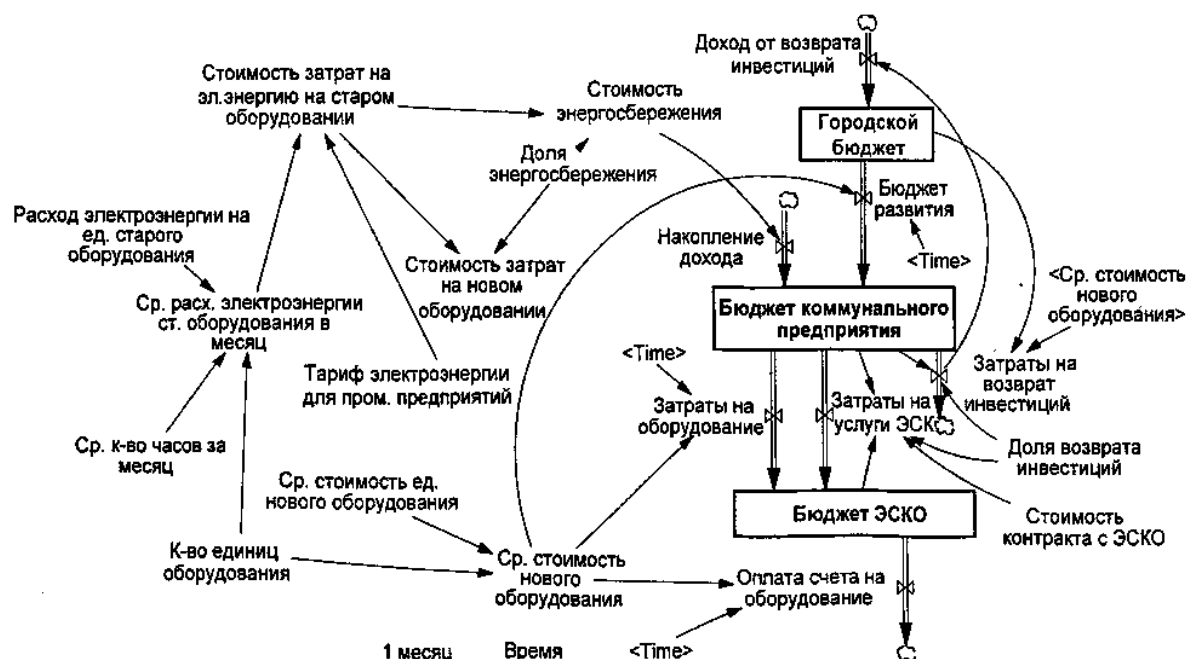 Доход от возврата
инвестиций
Стоимость затрат на
эл.энергию на старом
оборудовании
Стоимость
энергосбережения
Городской
бюджет
Доля
энергосбережения
Бюджет
развития
Расход электроэнергии на
ед. старого
оборудования
Накопление
дохода
<Time>
Стоимость затрат
на новом
оборудовании
<Ср. стоимость
нового
оборудования>
Ср. расх. электроэнергии
ст. оборудования в
месяц
Бюджет коммунального
предприятия
<Time>
Тариф электроэнергии
для пром. предприятий
Затраты на
возврат
инвестиций
Затраты на
оборудование
Затраты на
услуги ЭСК
Ср. к-во часов за
месяц
Доля возврата
инвестиций
Ср. стоимость ед.
нового оборудования
Бюджет ЭСКО
Стоимость
контракта с ЭСКО
К-во единиц
оборудования
Ср. стоимость
нового
оборудования
Оплата счета на
оборудование
1 месяц
Время
<Time>